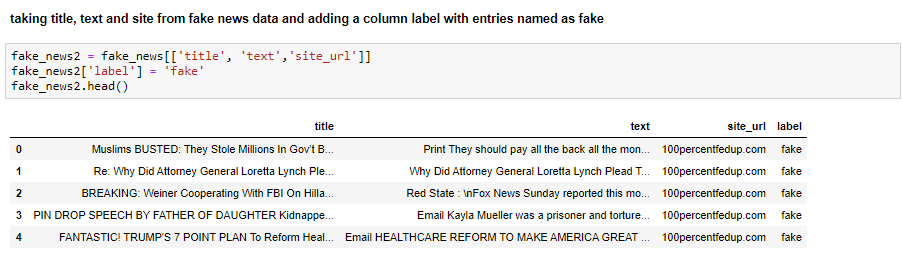 taking title, text and site from fake news data and adding a column label with entries named as fake
fake_news2 = fake_news[['title', 'text','site_url']]
fake_news2['label'] = 'fake'
fake_news2.head()
title text site_url label
0 Muslims BUSTED: They Stole Millions In Gov't B... Print They should pay all the back all the mon... 100percentfedup.com fake
1 Re: Why Did Attorney General Loretta Lynch Ple... Why Did Attorney General Loretta Lynch Plead T... 100percentfedup.com fake
2 BREAKING: Weiner Cooperating With FBI On Hilla... Red State : \nFox News Sunday reported this mo... 100percentfedup.com fake
3 PIN DROP SPEECH BY FATHER OF DAUGHTER Kidnappe... Email Kayla Mueller was a prisoner and torture... 100percentfedup.com fake
4 FANTASTIC! TRUMP'S 7 POINT PLAN To Reform Heal... Email HEALTHCARE REFORM TO MAKE AMERICA GREAT ... 100percentfedup.com fake